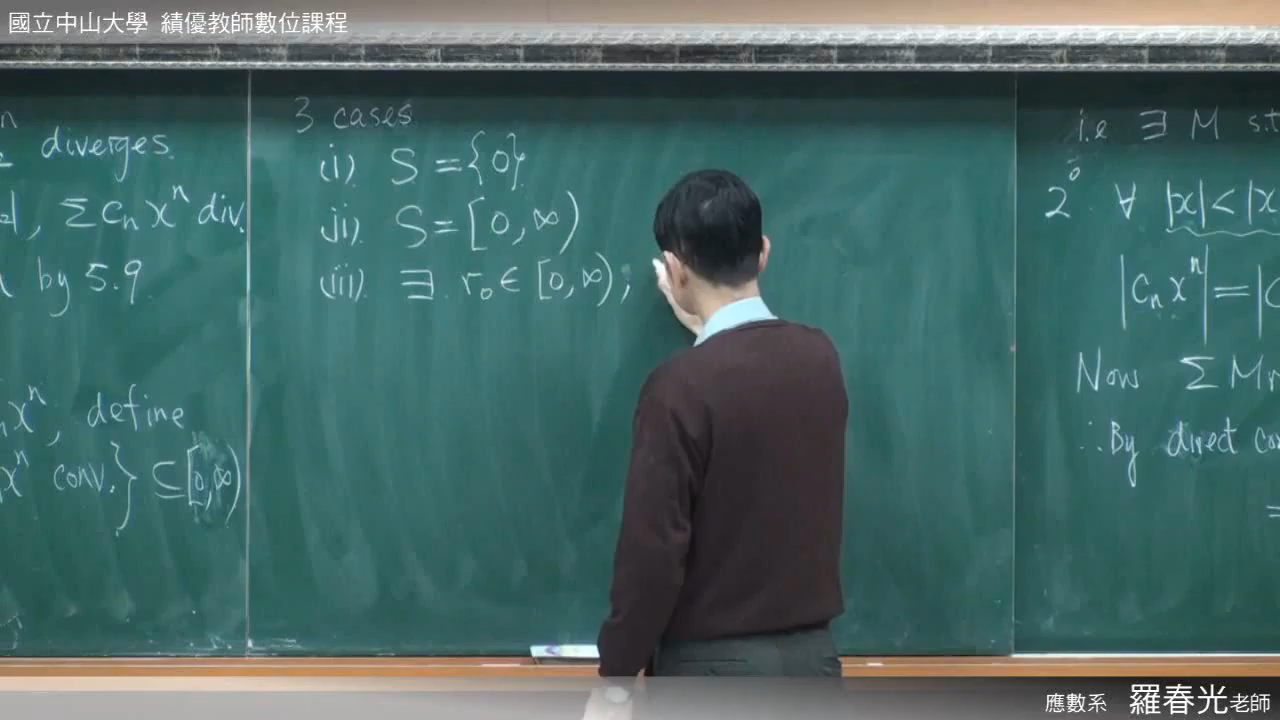 國立中山大學 績優教師數位課程
diverges.
, Σ cₙ xⁿ div.
by 5.9.
xⁿ, define
xⁿ conv.} ⊆ [0,∞)
3 cases.
(i). S = {0}.
(ii). S = [0, ∞)
(iii). ∃ r₀ ∈ [0, ∞),
i.e ∃ M s.t
2° ∀ |x| < |x
|cₙ xⁿ| = |c
Now Σ M
∴ By direct
應數系 羅春光老師